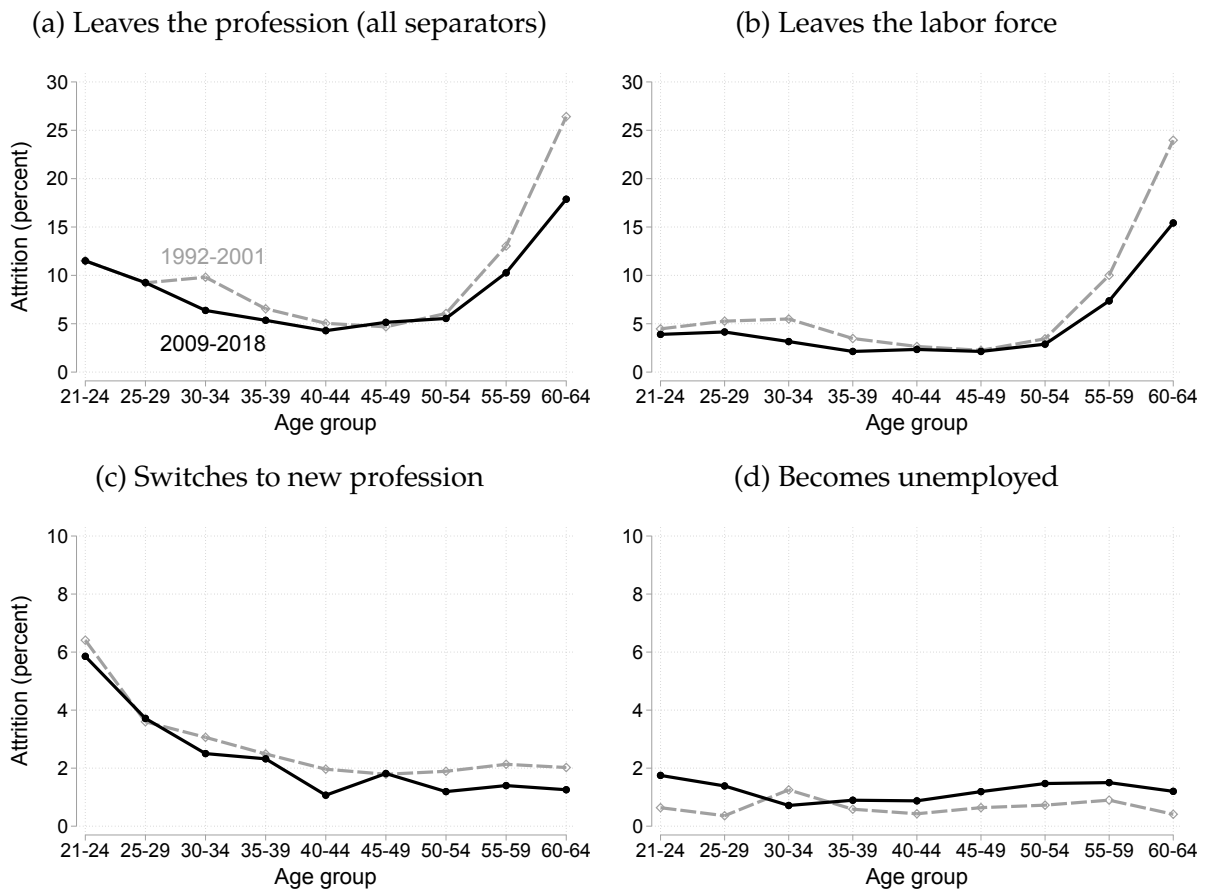 (a) Leaves the profession (all separators)
(b) Leaves the labor force
Attrition (percent)
30
25
20
15
10
5
0
1992-2001
2009-2018
21-24 25-29 30-34 35-39 40-44 45-49 50-54 55-59 60-64
Age group
30
25
20
15
10
5
0
21-24 25-29 30-34 35-39 40-44 45-49 50-54 55-59 60-64
Age group
(c) Switches to new profession
(d) Becomes unemployed
Attrition (percent)
10
8
6
4
2
0
21-24 25-29 30-34 35-39 40-44 45-49 50-54 55-59 60-64
Age group
10
8
6
4
2
0
21-24 25-29 30-34 35-39 40-44 45-49 50-54 55-59 60-64
Age group